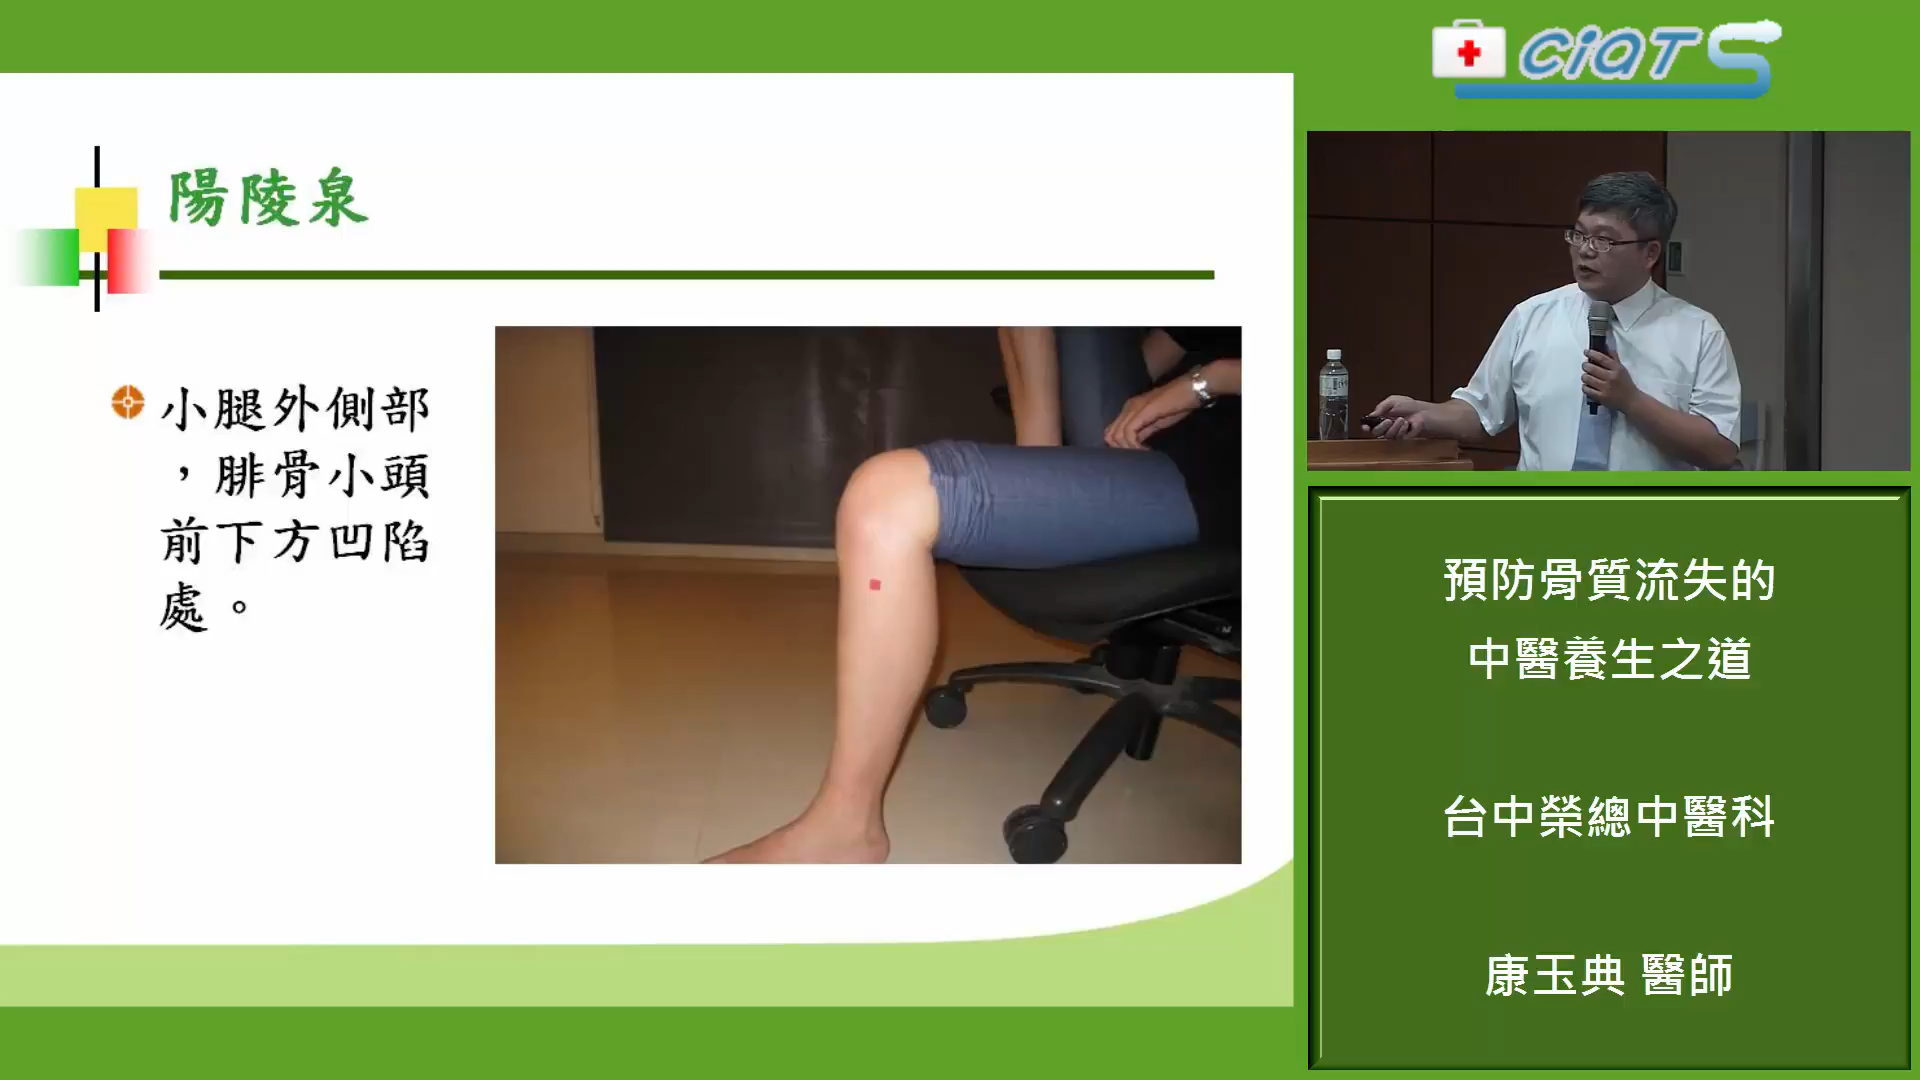 陽陵泉
小腿外側部
，腓骨小頭
前下方凹陷
處。
ciaTS
預防骨質流失的
中醫養生之道
台中榮總中醫科
康玉典 醫師